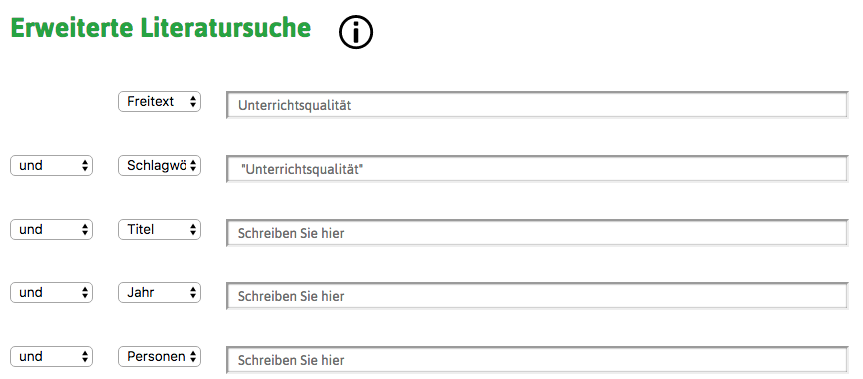 Erweiterte Literatursuche
Freitext Unterrichtsqualität
und Schlagwö "Unterrichtsqualität"
und Titel Schreiben Sie hier
und Jahr Schreiben Sie hier
und Personen Schreiben Sie hier